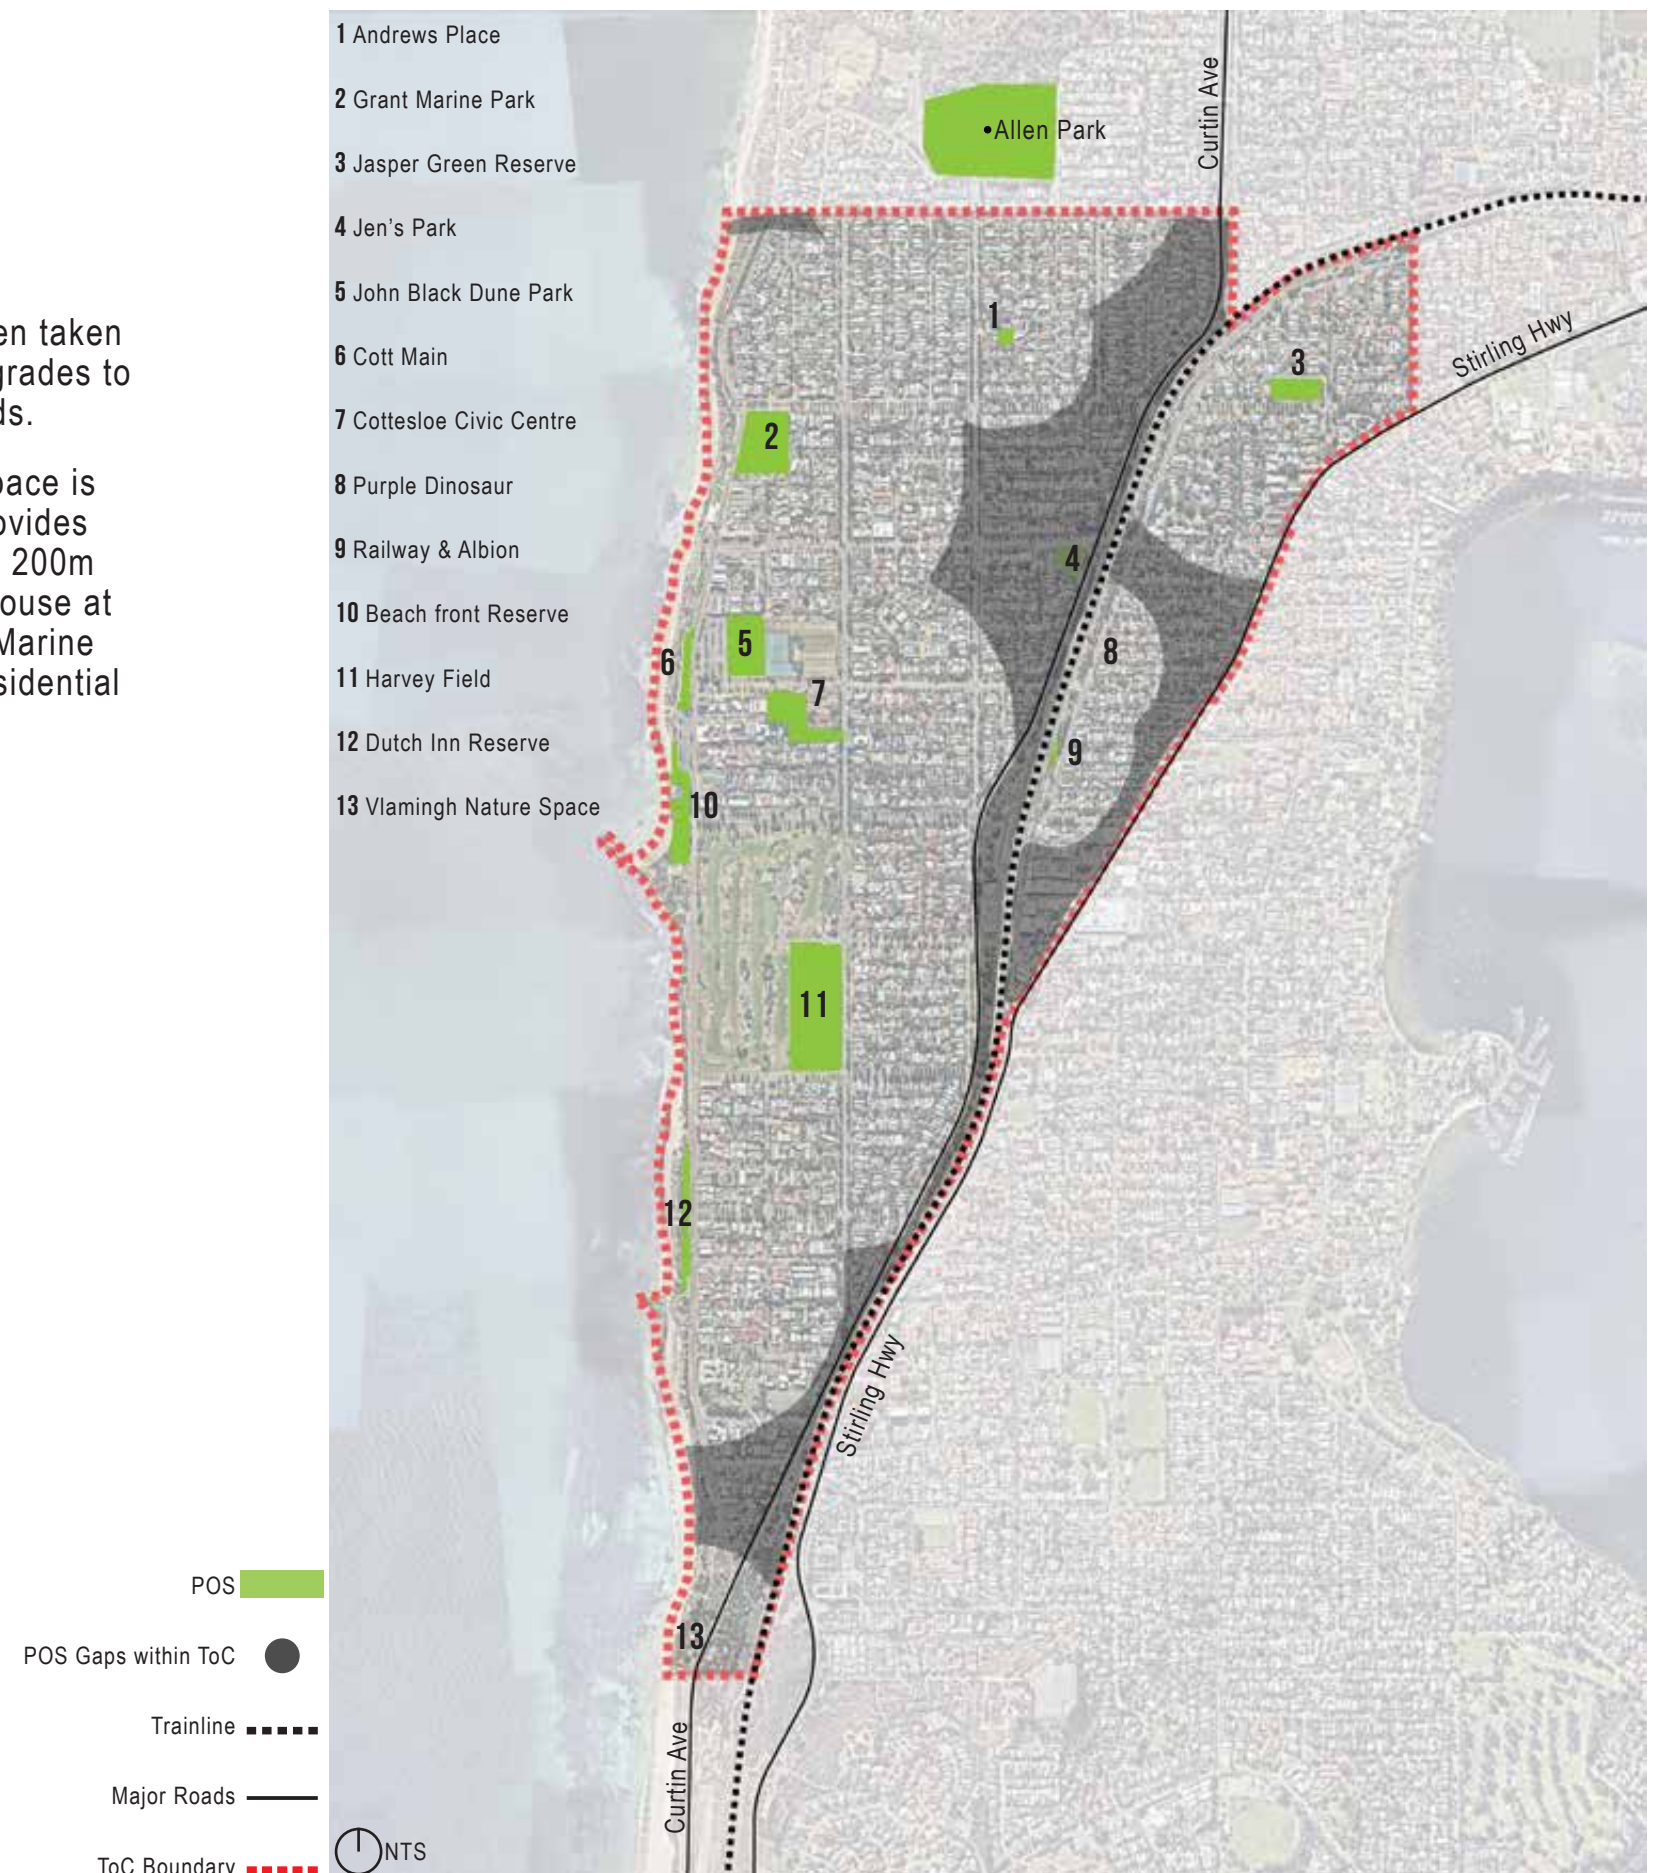 en taken
grades to
ds.
pace is
ovides
200m
ouse at
Marine
sidential
1 Andrews Place
2 Grant Marine Park
3 Jasper Green Reserve
4 Jen's Park
5 John Black Dune Park
6 Cott Main
7 Cottesloe Civic Centre
8 Purple Dinosaur
9 Railway & Albion
10 Beach front Reserve
11 Harvey Field
12 Dutch Inn Reserve
13 Vlamingh Nature Space
•Allen Park
Curtin Ave
Stirling Hwy
1
2
3
4
5
6
7
8
9
10
11
12
13
Stirling Hwy
Curtin Ave
POS
POS Gaps within ToC
Trainline
Major Roads
ToC Boundary
NTS